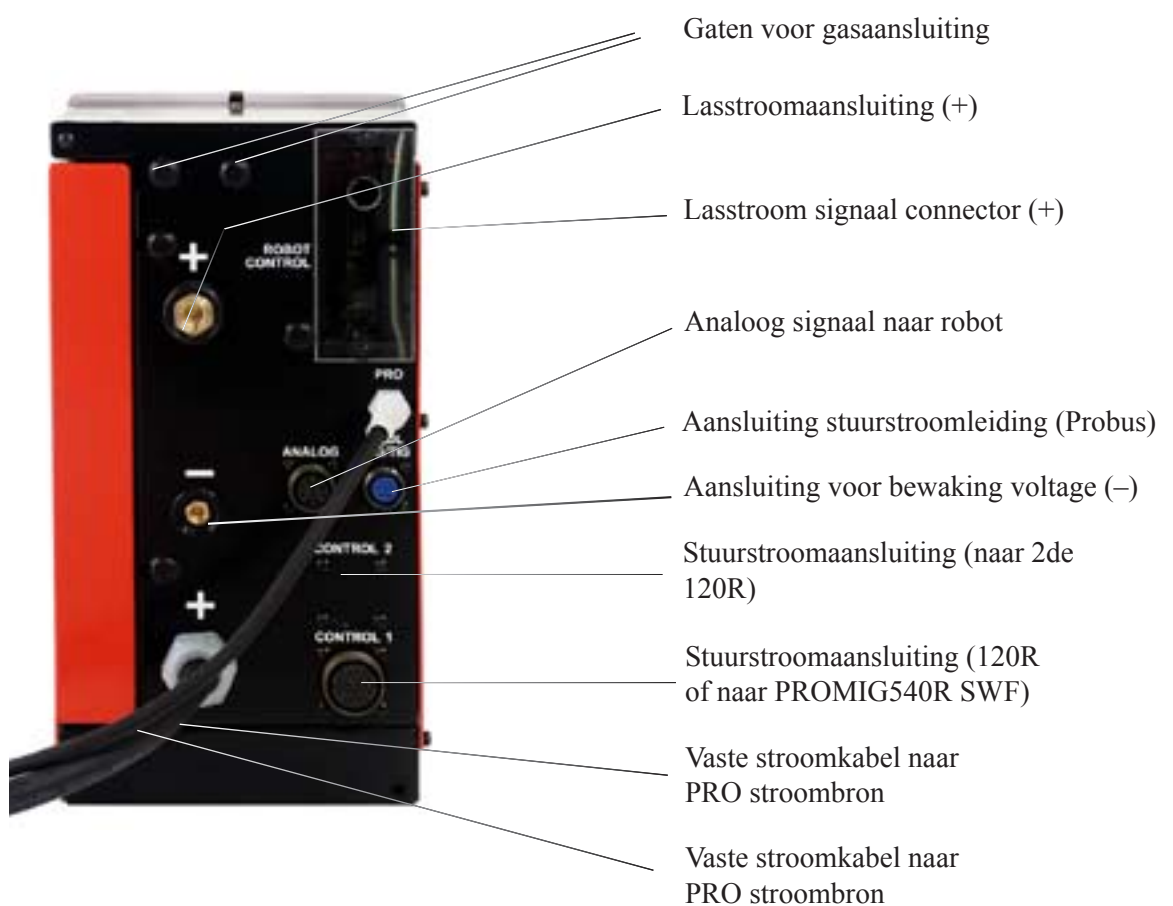 Gaten voor gasaansluiting
Lasstroomaansluiting (+)
Lasstroom signaal connector (+)
ROBOT
CONTROL
+
Analoog signaal naar robot
PRO
Aansluiting stuurstroomleiding (Probus)
ANALOG
–
Aansluiting voor bewaking voltage (–)
CONTROL 2
Stuurstroomaansluiting (naar 2de
120R)
+
CONTROL 1
Stuurstroomaansluiting (120R
of naar PROMIG540R SWF)
Vaste stroomkabel naar
PRO stroombron
Vaste stroomkabel naar
PRO stroombron